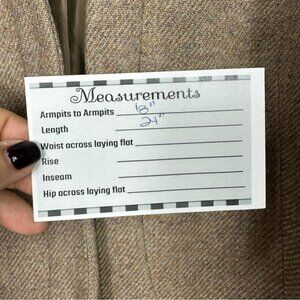 Measurements
Armpits to Armpits 18"
Length 24"
Waist across laying flat
Rise
Inseam
Hip across laying flat